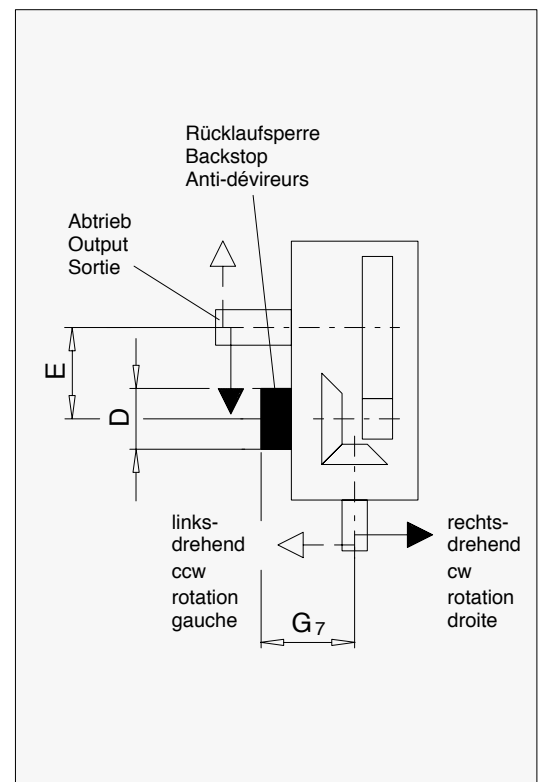 Rücklaufsperre
Backstop
Anti-dévireurs
Abtrieb
Output
Sortie
E
D
links-
drehend
ccw
rotation
gauche
rechts-
drehend
cw
rotation
droite
G7